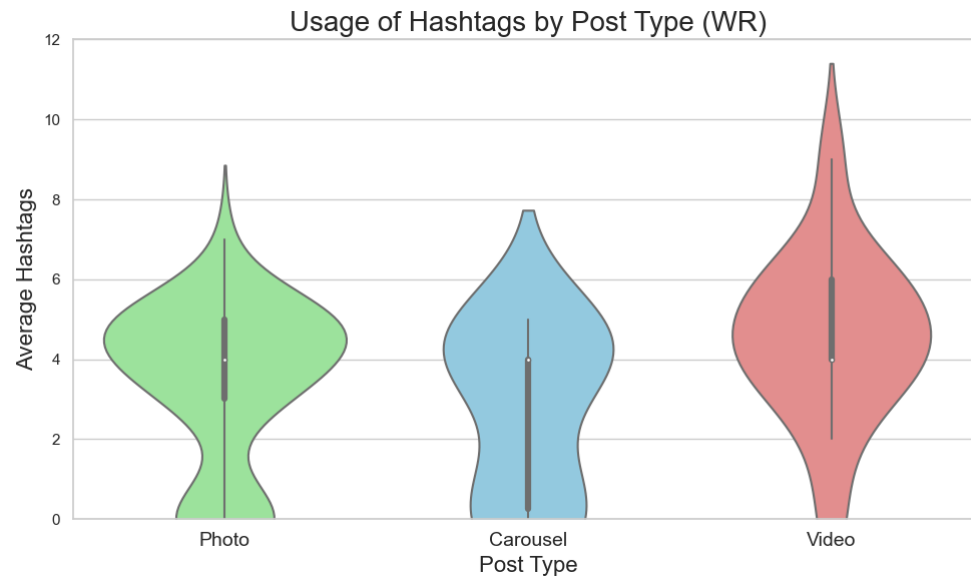 Usage of Hashtags by Post Type (WR)
12
10
8
6
4
2
0
Average Hashtags
Photo
Carousel
Video
Post Type